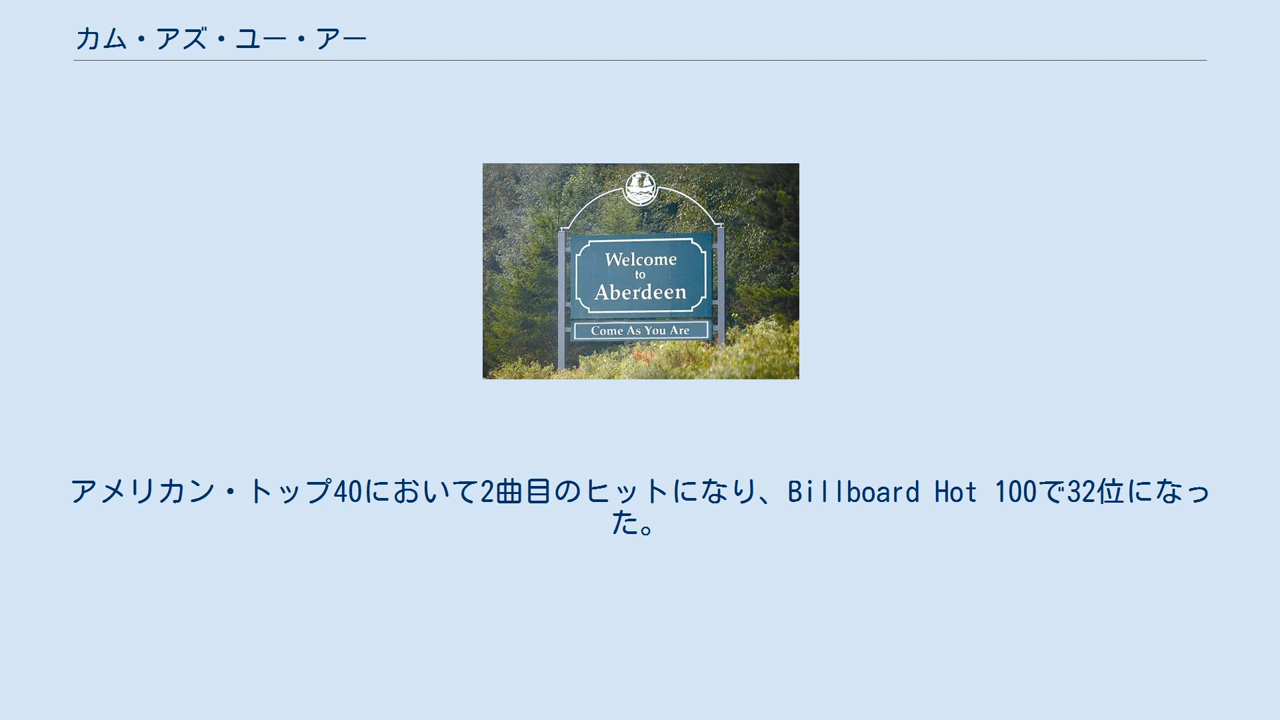 カム・アズ・ユー・アー
Welcome
to
Aberdeen
Come As You Are
アメリカン・トップ40において2曲目のヒットになり、Billboard Hot 100で32位になっ
た。